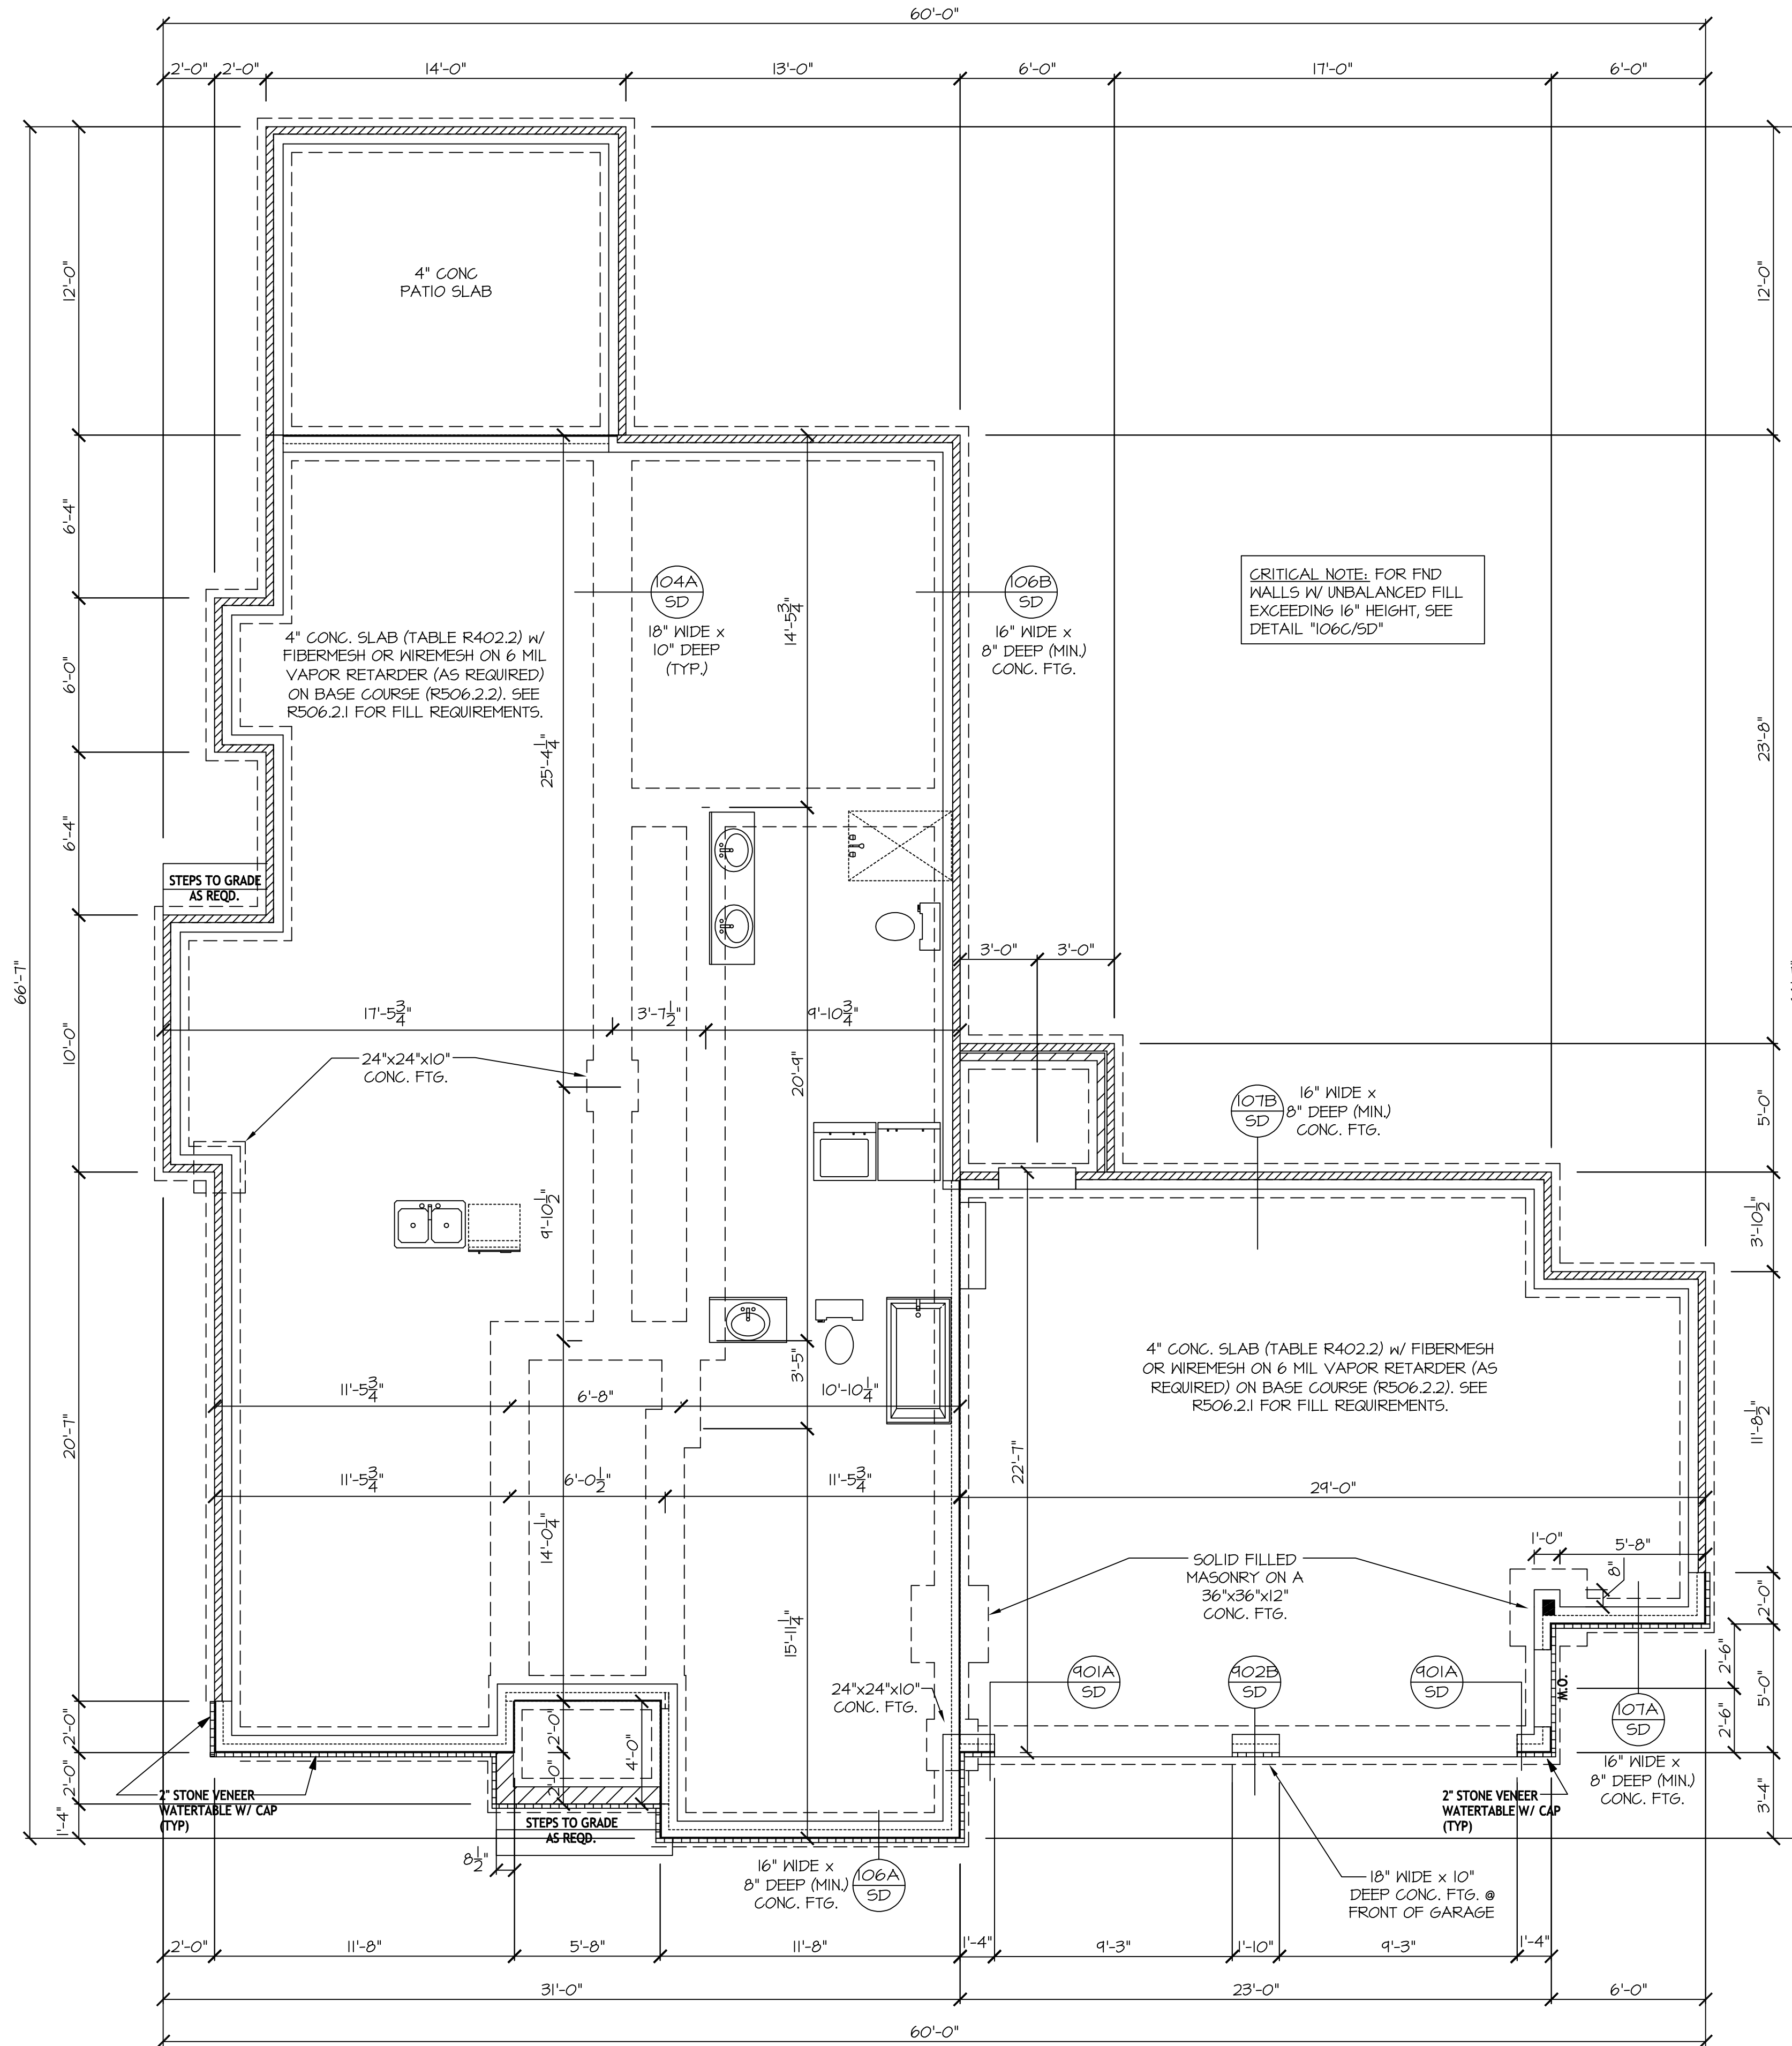 60'-0"
2'-0" 2'-0" 14'-0" 13'-0" 6'-0" 17'-0" 6'-0"
12'-0"
6'-4"
6'-0"
6'-4"
10'-0"
20'-7"
2'-0"
2'-0"
1'-4"
66'-7"
4" CONC
PATIO SLAB
4" CONC. SLAB (TABLE R402.2) W/
FIBERMESH OR WIREMESH ON 6 MIL
VAPOR RETARDER (AS REQUIRED)
ON BASE COURSE (R506.2.2). SEE
R506.2.1 FOR FILL REQUIREMENTS.
104A
SD
18" WIDE x
10" DEEP
(TYP.)
106B
SD
16" WIDE x
8" DEEP (MIN.)
CONC. FTG.
CRITICAL NOTE: FOR FND
WALLS W/ UNBALANCED FILL
EXCEEDING 16" HEIGHT, SEE
DETAIL "106C/SD"
14'-5 3/4"
25'-4 1/4"
STEPS TO GRADE
AS REQD.
3'-0" 3'-0"
17'-5 3/4" 3'-7 1/2" 9'-10 3/4"
24"x24"x10"
CONC. FTG.
20'-9"
9'-10 1/2"
107B
SD
16" WIDE x
8" DEEP (MIN.)
CONC. FTG.
12'-0"
23'-8"
5'-0"
3'-10 1/2"
11'-8 1/2"
2'-0"
5'-0"
3'-4"
3'-5"
11'-5 3/4" 6'-8" 10'-10 1/4"
4" CONC. SLAB (TABLE R402.2) W/ FIBERMESH
OR WIREMESH ON 6 MIL VAPOR RETARDER (AS
REQUIRED) ON BASE COURSE (R506.2.2). SEE
R506.2.1 FOR FILL REQUIREMENTS.
22'-7"
11'-5 3/4" 6'-0 1/2" 11'-5 3/4" 29'-0"
14'-0 1/4"
15'-11 1/4"
1'-0" 5'-8"
8"
SOLID FILLED
MASONRY ON A
36"x36"x12"
CONC. FTG.
2'-6"
2'-6"
901A
SD
902B
SD
901A
SD
M.O.
107A
SD
16" WIDE x
8" DEEP (MIN.)
CONC. FTG.
24"x24"x10"
CONC. FTG.
2'-0"
2'-0"
4'-0"
2" STONE VENEER
WATERTABLE W/ CAP
(TYP)
STEPS TO GRADE
AS REQD.
8 1/2"
2" STONE VENEER
WATERTABLE W/ CAP
(TYP)
16" WIDE x
8" DEEP (MIN.)
CONC. FTG.
106A
SD
18" WIDE x 10"
DEEP CONC. FTG. @
FRONT OF GARAGE
2'-0" 11'-8" 5'-8" 11'-8" 1'-4" 9'-3" 1'-10" 9'-3" 1'-4"
31'-0" 23'-0" 6'-0"
60'-0"